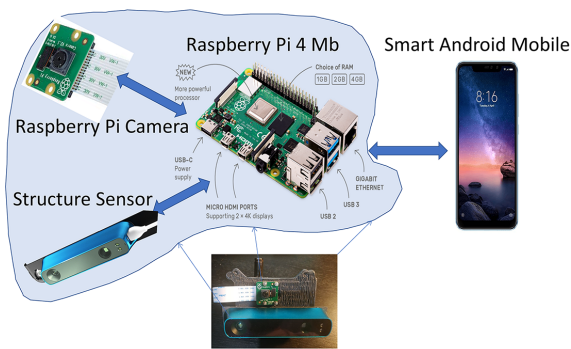 Raspberry Pi 4 Mb
Smart Android Mobile
NEW
More powerful
processor
Choice of RAM
1GB 2GB 4GB
Raspberry Pi Camera
USB-C
Power
supply
Structure Sensor
MICRO HDMI PORTS
Supporting 2 × 4K displays
USB 2
USB 3
GIGABIT
ETHERNET
8:16